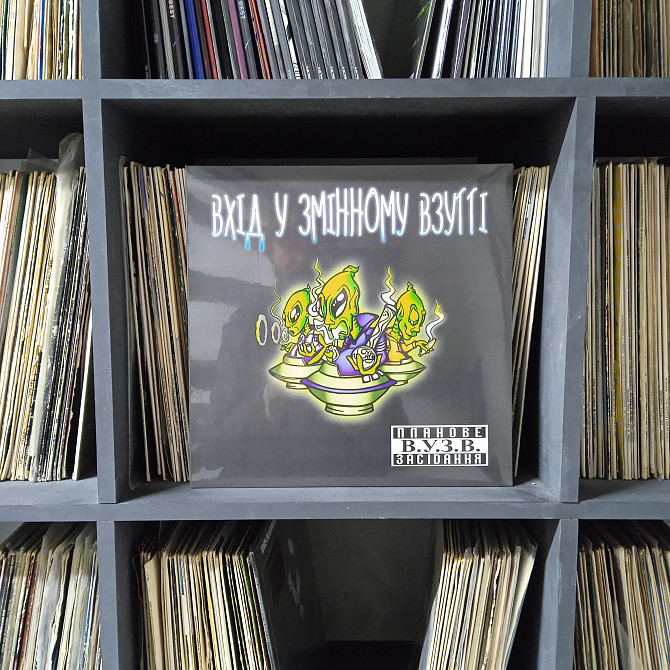 ВХІД У ЗМІННОМУ ВЗУТТІ
ПЛАНОВЕ
В.У.З.В.
ЗАСІДАННЯ